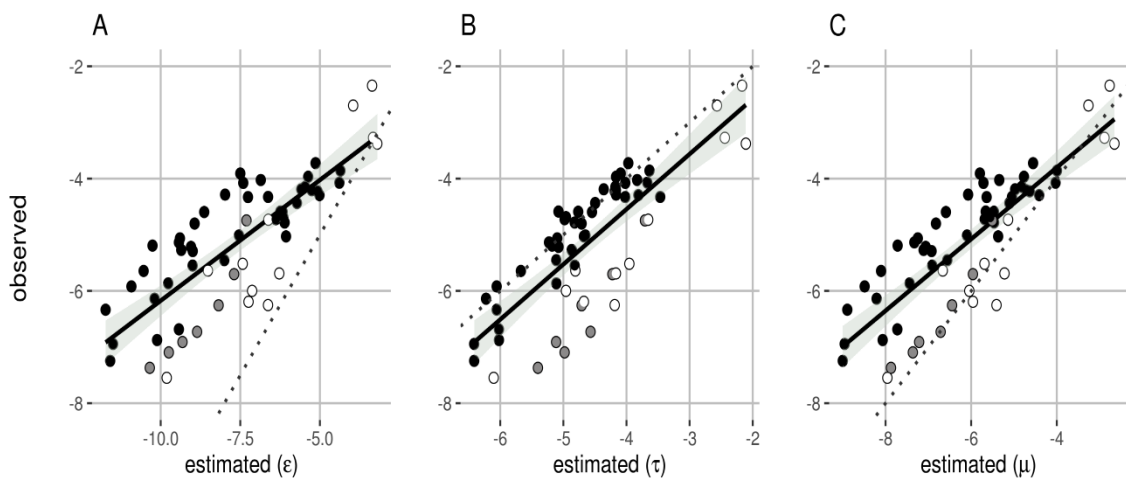 A B C
observed
-2 -2 -2
-4 -4 -4
-6 -6 -6
-8 -8 -8
-10.0 -7.5 -5.0 -6 -5 -4 -3 -2 -8 -6 -4
estimated (ε) estimated (τ) estimated (μ)